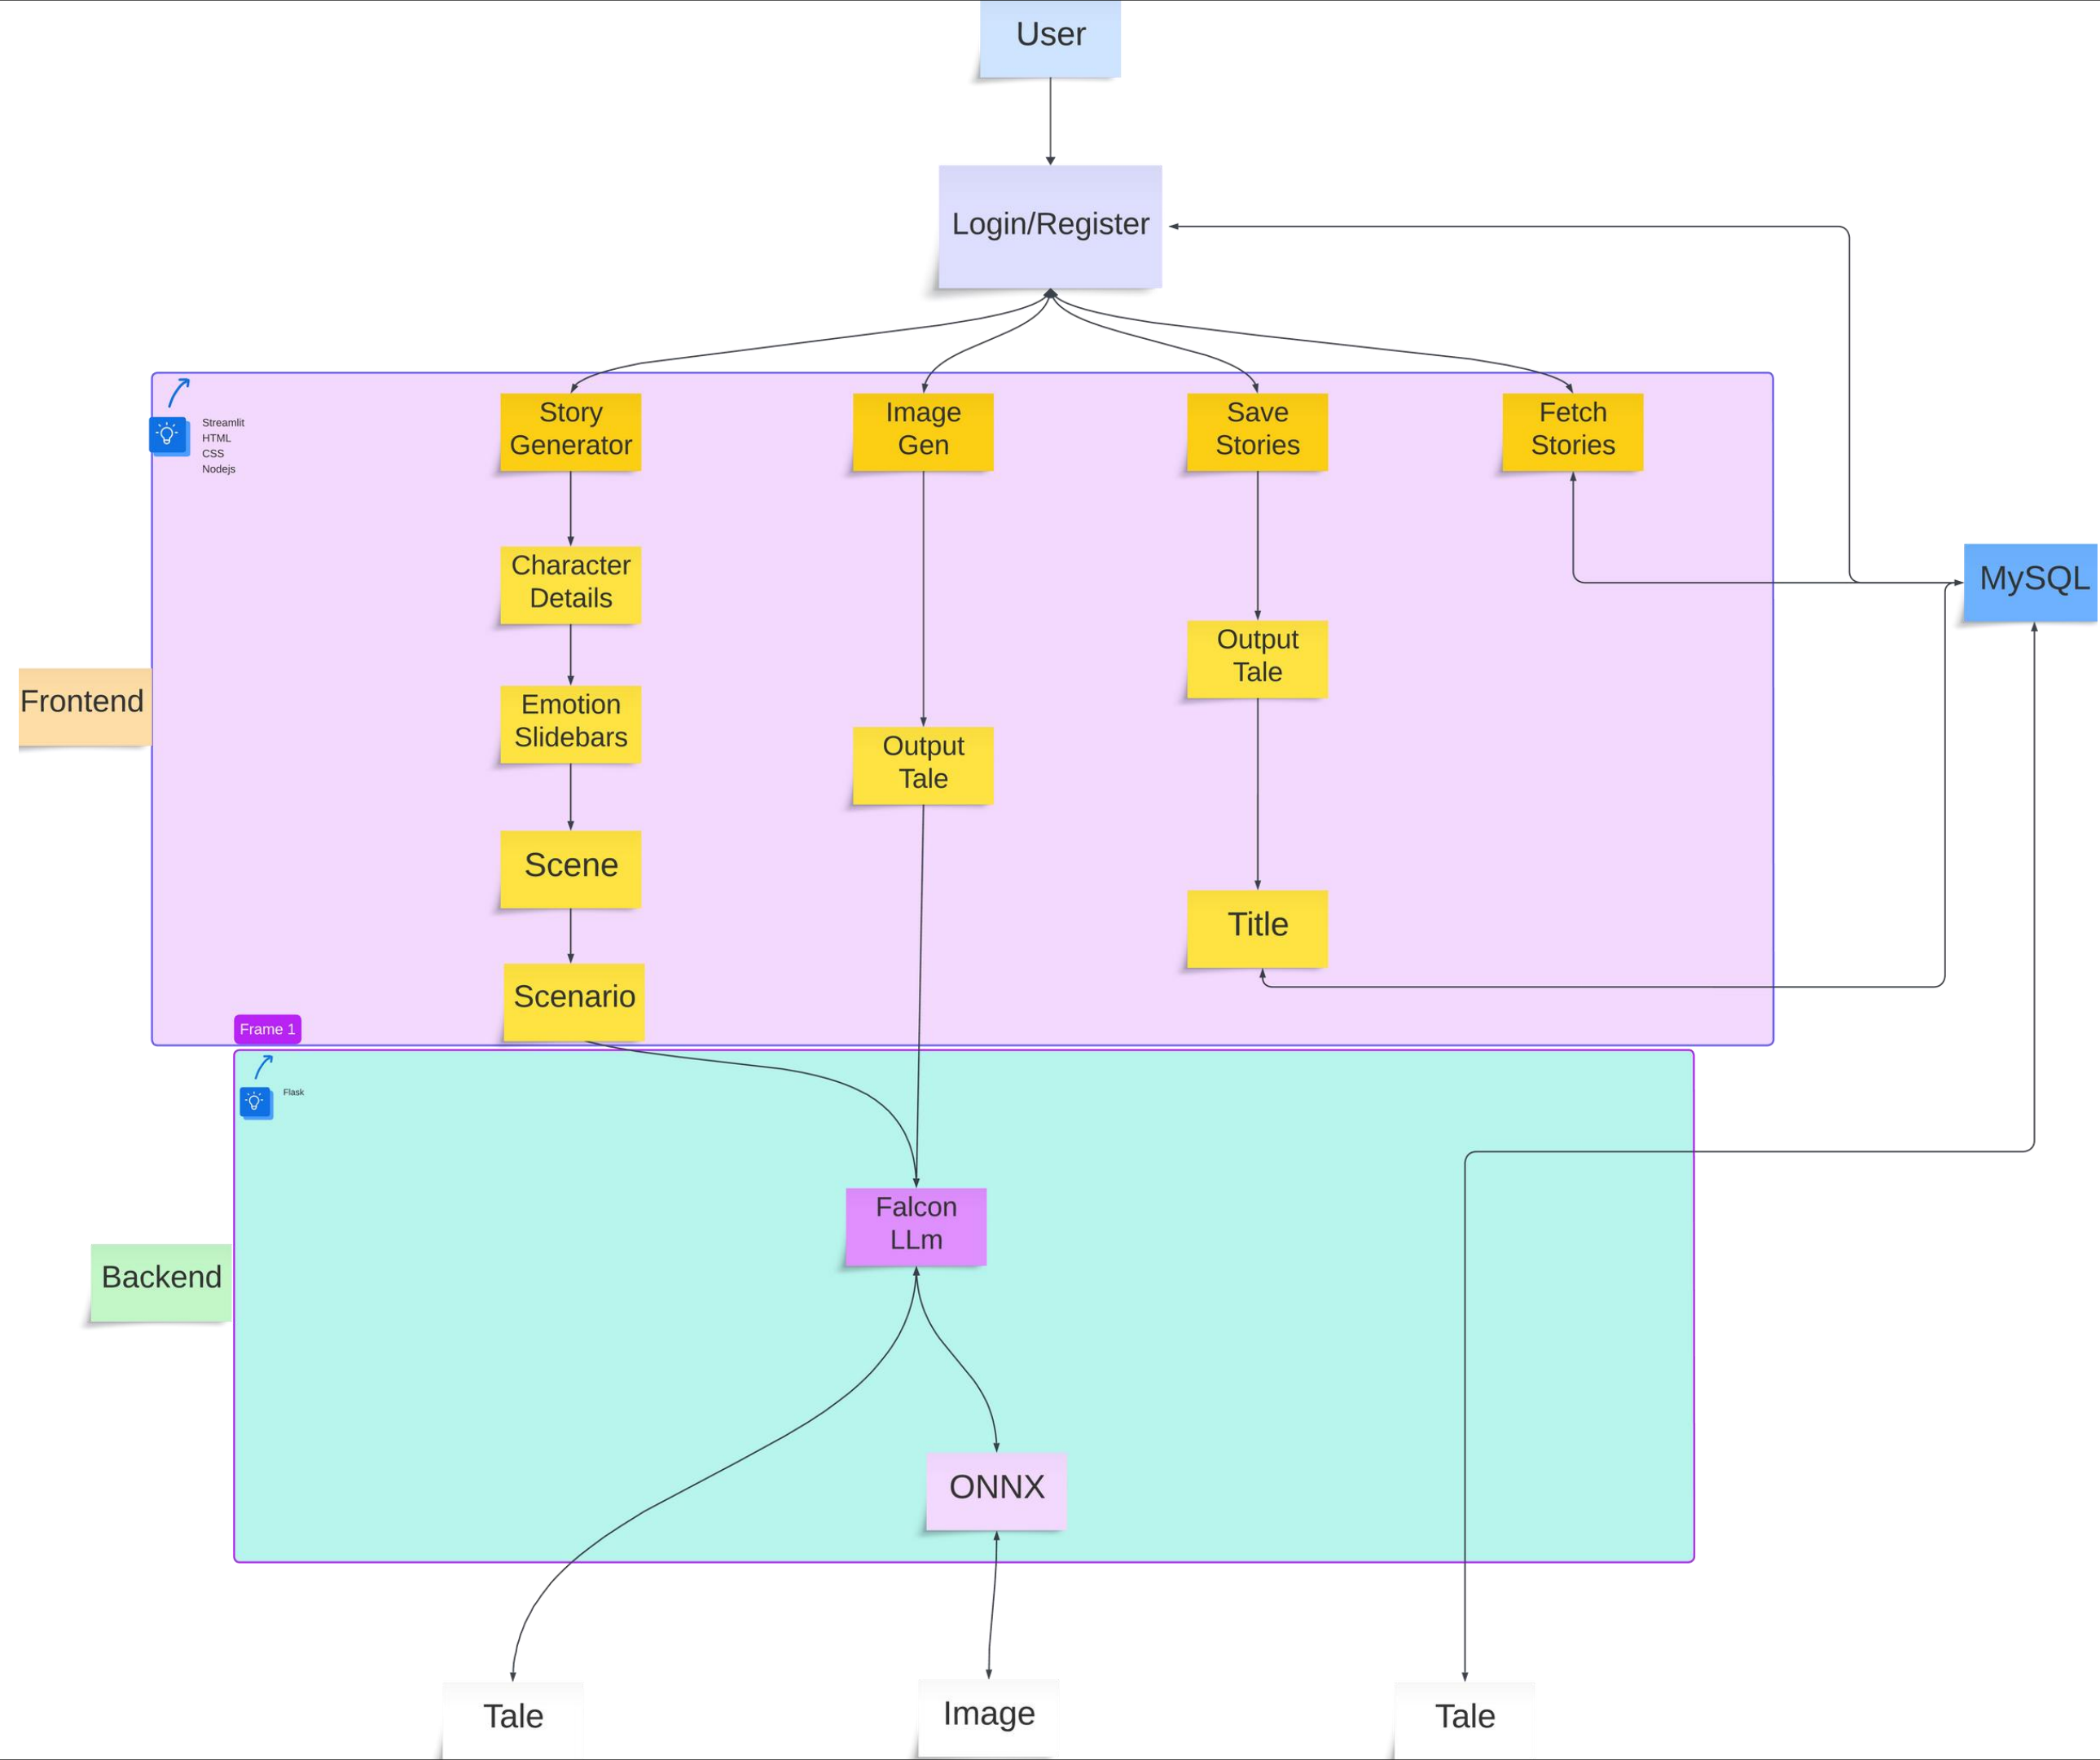 User
Login/Register
Streamlit
HTML
CSS
Nodejs
Story
Generator
Image
Gen
Save
Stories
Fetch
Stories
Character
Details
MySQL
Output
Tale
Frontend
Emotion
Slidebars
Output
Tale
Scene
Title
Scenario
Frame 1
Flask
Falcon
LLm
Backend
ONNX
Tale
Image
Tale